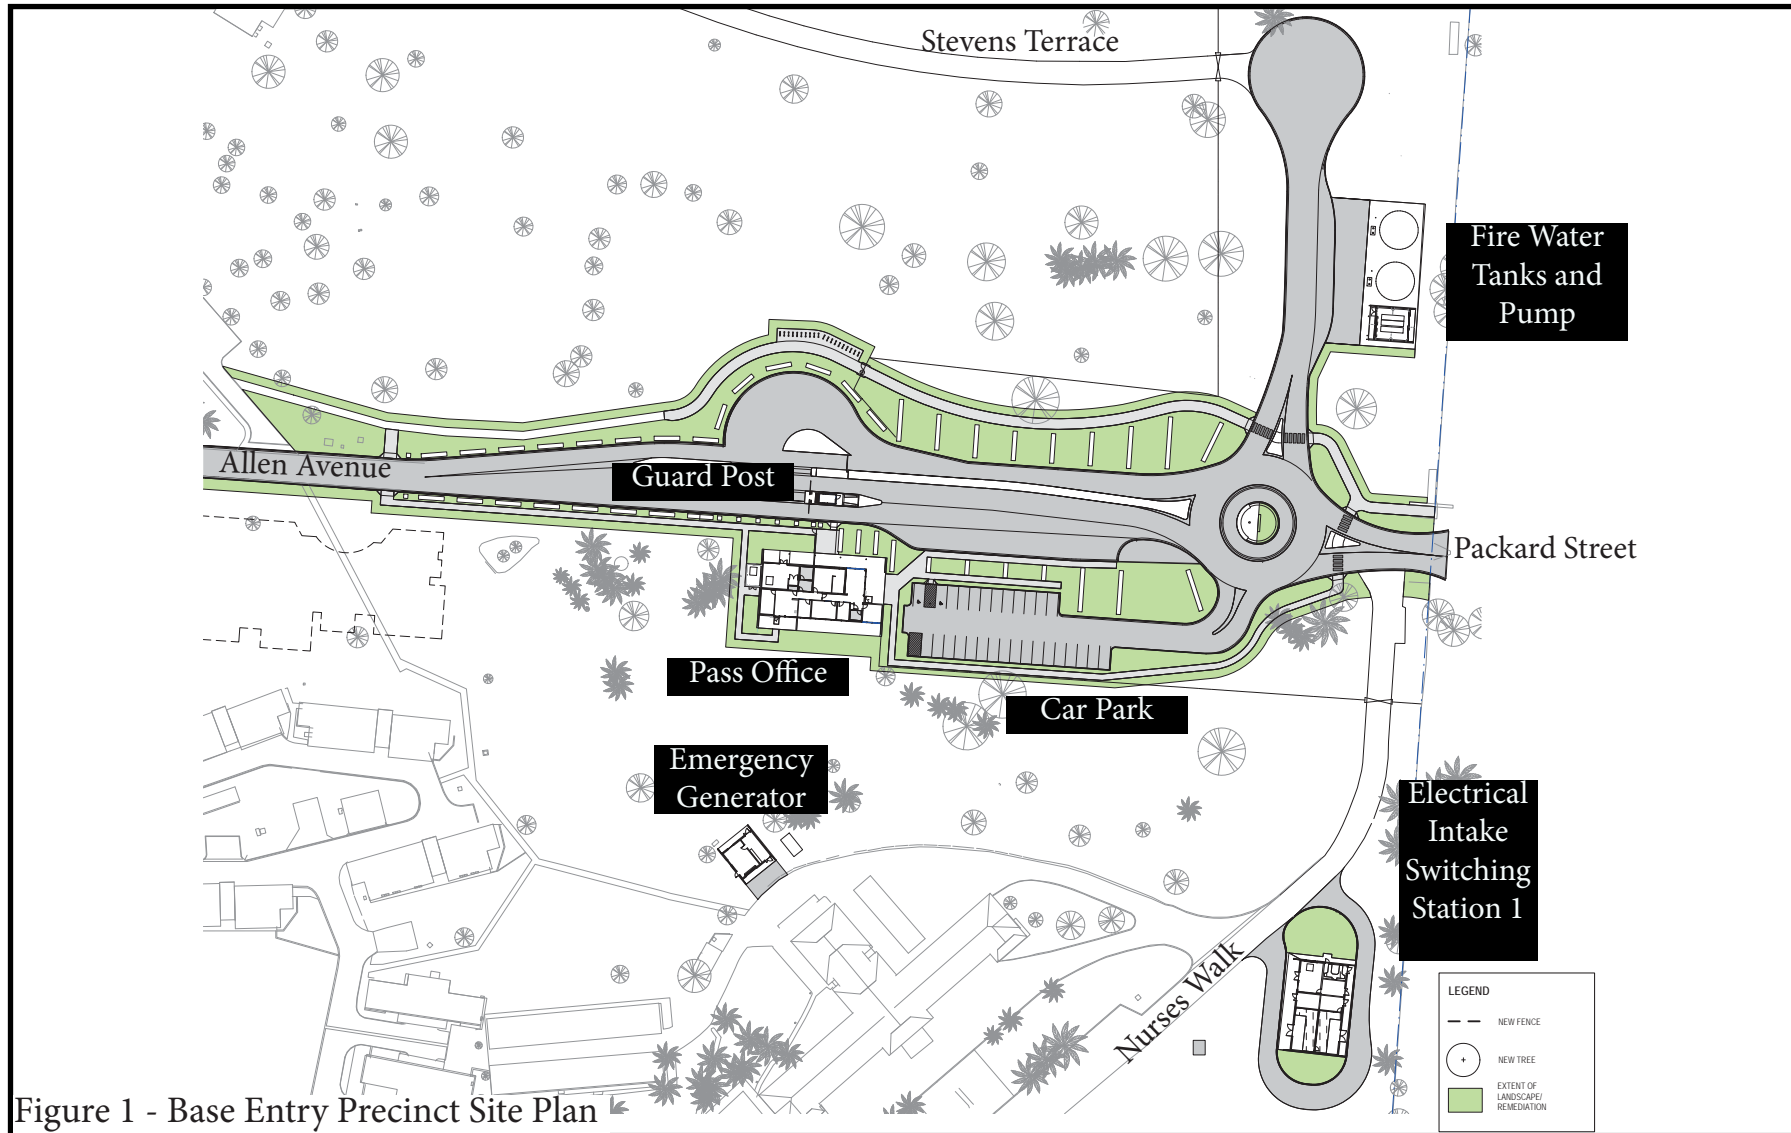 Stevens Terrace
Fire Water
Tanks and
Pump
Allen Avenue
Guard Post
Packard Street
Pass Office
Car Park
Emergency
Generator
Electrical
Intake
Switching
Station 1
Nurses Walk
LEGEND
NEW FENCE
NEW TREE
EXTENT OF
LANDSCAPE/
REMEDIATION
Figure 1 - Base Entry Precinct Site Plan